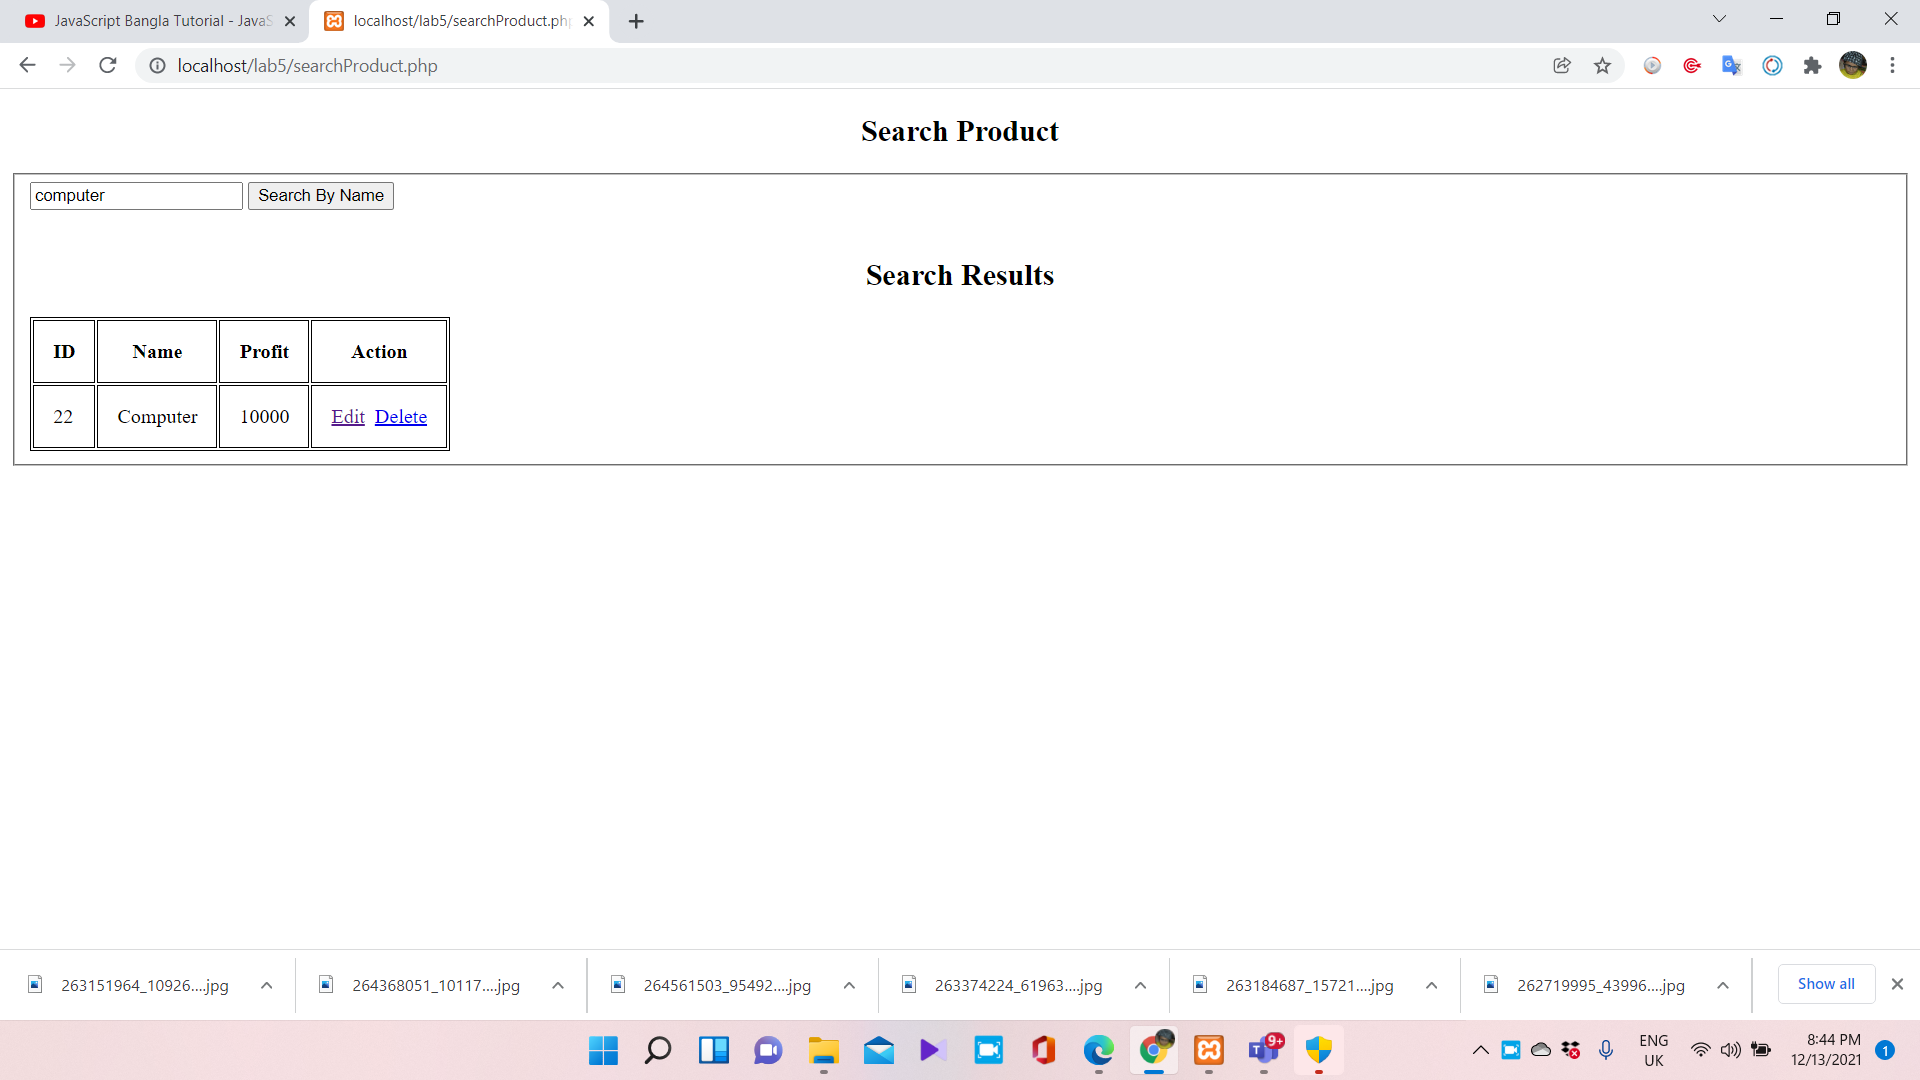 JavaScript Bangla Tutorial - JavaS
localhost/lab5/searchProduct.ph
localhost/lab5/searchProduct.php
Search Product
computer
Search By Name
Search Results
ID Name Profit Action
22 Computer 10000 Edit Delete
263151964_10926....jpg
264368051_10117....jpg
264561503_95492....jpg
263374224_61963....jpg
263184687_15721....jpg
262719995_43996....jpg
Show all
9+
ENG
UK
8:44 PM
12/13/2021
1